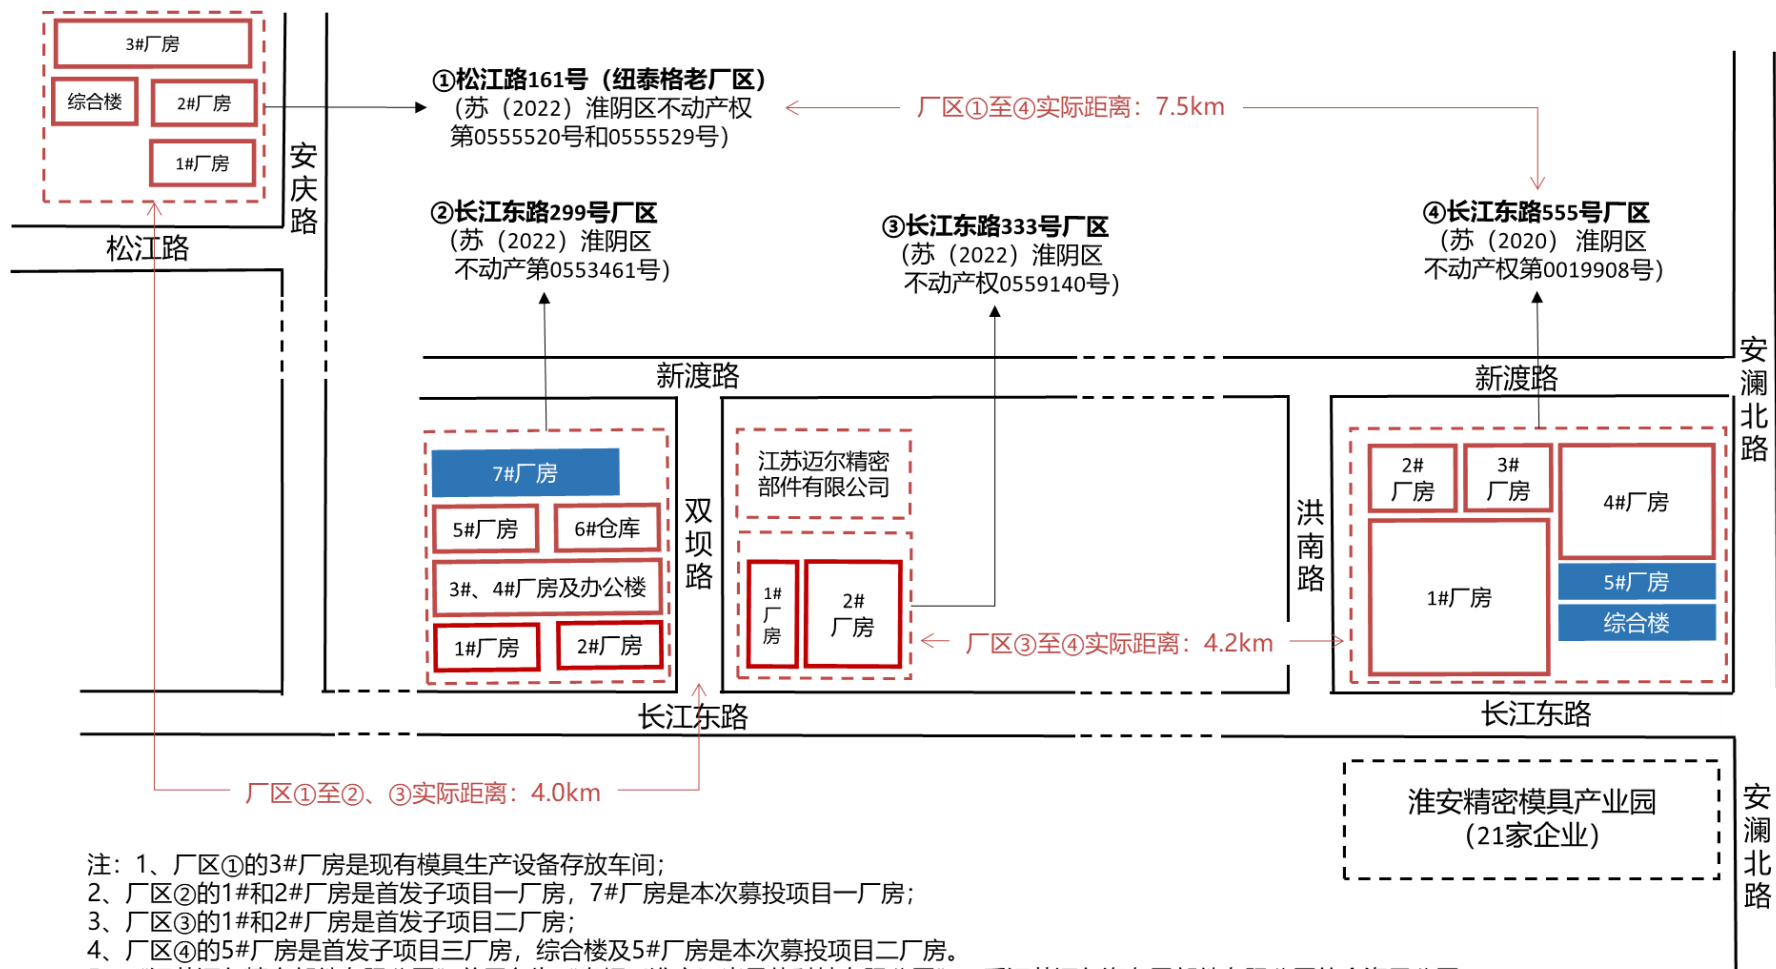 3#厂房
综合楼
2#厂房
1#厂房
安庆路
松江路
①松江路161号（纽泰格老厂区）
（苏（2022）淮阴区不动产权
第0555520号和0555529号）
厂区①至④实际距离：7.5km
②长江东路299号厂区
（苏（2022）淮阴区
不动产第0553461号）
③长江东路333号厂区
（苏（2022）淮阴区
不动产权0559140号）
④长江东路555号厂区
（苏（2020） 淮阴区
不动产权第0019908号）
新渡路
新渡路
安澜北路
7#厂房
5#厂房
6#仓库
3#、4#厂房及办公楼
1#厂房
2#厂房
双坝路
江苏迈尔精密
部件有限公司
1#
厂
房
2#
厂房
洪南路
2#
厂房
3#
厂房
4#厂房
1#厂房
5#厂房
综合楼
厂区③至④实际距离：4.2km
长江东路
长江东路
厂区①至②、③实际距离：4.0km
淮安精密模具产业园
（21家企业）
安澜北路
注：1、厂区①的3#厂房是现有模具生产设备存放车间；
2、厂区②的1#和2#厂房是首发子项目一厂房，7#厂房是本次募投项目一厂房；
3、厂区③的1#和2#厂房是首发子项目二厂房；
4、厂区④的5#厂房是首发子项目三厂房，综合楼及5#厂房是本次募投项目二厂房。